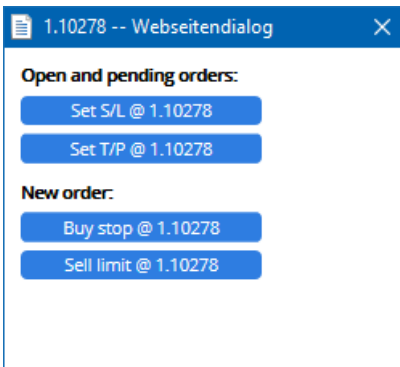 1.10278 -- Webseitendialog
Open and pending orders:
Set S/L @ 1.10278
Set T/P @ 1.10278
New order:
Buy stop @ 1.10278
Sell limit @ 1.10278